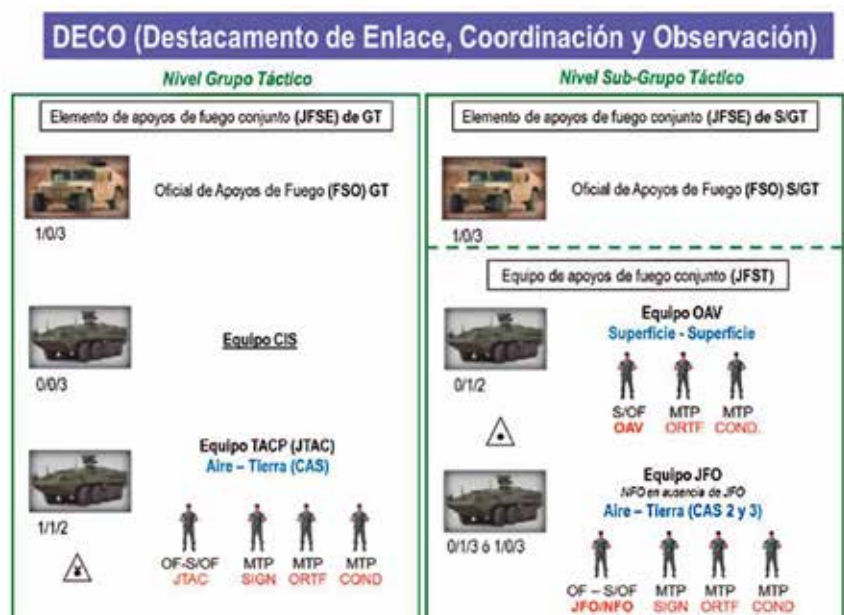 DECO (Destacamento de Enlace, Coordinación y Observación)
Nivel Grupo Táctico
Elemento de apoyos de fuego conjunto (JFSE) de GT
Oficial de Apoyos de Fuego (FSO) GT
1/0/3
Equipo CIS
0/0/3
Equipo TACP (JTAC)
Aire – Tierra (CAS)
1/1/2
OF-S/OF MTP MTP MTP
JTAC SIGN ORTF COND
Nivel Sub-Grupo Táctico
Elemento de apoyos de fuego conjunto (JFSE) de S/GT
Oficial de Apoyos de Fuego (FSO) S/GT
1/0/3
Equipo de apoyos de fuego conjunto (JFST)
Equipo OAV
Superficie - Superficie
0/1/2
S/OF MTP MTP
OAV ORTF COND.
Equipo JFO
NFO en ausencia de JFO
Aire – Tierra (CAS 2 y 3)
0/1/3 ó 1/0/3
OF – S/OF MTP MTP MTP
JFO/NFO SIGN ORTF COND